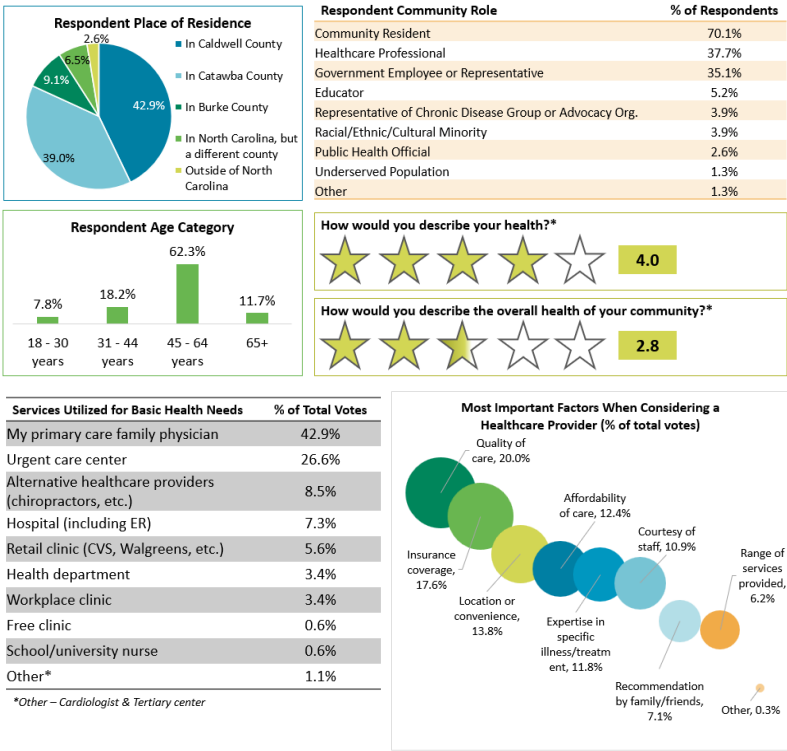 Respondent Place of Residence
2.6%
6.5%
9.1%
42.9%
39.0%
In Caldwell County
In Catawba County
In Burke County
In North Carolina, but
a different county
Outside of North
Carolina
Respondent Community Role % of Respondents
Community Resident 70.1%
Healthcare Professional 37.7%
Government Employee or Representative 35.1%
Educator 5.2%
Representative of Chronic Disease Group or Advocacy Org. 3.9%
Racial/Ethnic/Cultural Minority 3.9%
Public Health Official 2.6%
Underserved Population 1.3%
Other 1.3%
Respondent Age Category
62.3%
18.2%
11.7%
7.8%
18 - 30 31 - 44 45 - 64 65+
years years years
How would you describe your health?*
4.0
How would you describe the overall health of your community?*
2.8
Services Utilized for Basic Health Needs % of Total Votes
My primary care family physician 42.9%
Urgent care center 26.6%
Alternative healthcare providers
(chiropractors, etc.) 8.5%
Hospital (including ER) 7.3%
Retail clinic (CVS, Walgreens, etc.) 5.6%
Health department 3.4%
Workplace clinic 3.4%
Free clinic 0.6%
School/university nurse 0.6%
Other* 1.1%
*Other – Cardiologist & Tertiary center
Most Important Factors When Considering a
Healthcare Provider (% of total votes)
Quality of
care, 20.0%
Insurance
coverage,
17.6%
Location or
convenience,
13.8%
Affordability
of care, 12.4%
Expertise in
specific
illness/treatm
ent, 11.8%
Courtesy of
staff, 10.9%
Recommendation
by family/friends,
7.1%
Range of
services
provided,
6.2%
Other, 0.3%